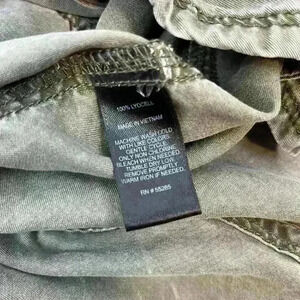 100% LYOCELL
MADE IN VIETNAM
MACHINE WASH COLD
WITH LIKE COLORS
GENTLE CYCLE
ONLY NON CHLORINE
BLEACH WHEN NEEDED
TUMBLE DRY LOW
REMOVE PROMPTLY
WARM IRON IF NEEDED.
RN # 55285